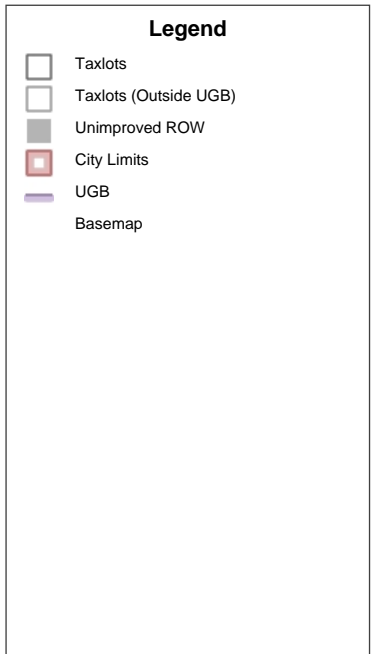 Legend
Taxlots
Taxlots (Outside UGB)
Unimproved ROW
City Limits
UGB
Basemap